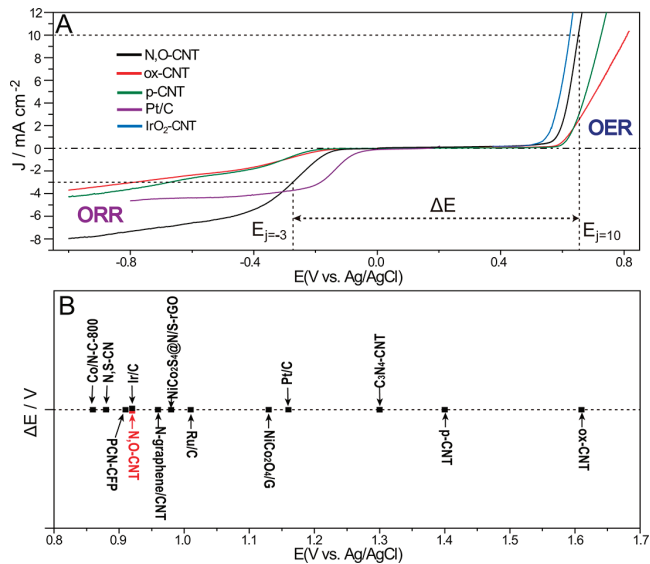 A
12
10
8
6
4
2
0
-2
-4
-6
-8
J / mA cm⁻²
N,O-CNT
ox-CNT
p-CNT
Pt/C
IrO₂-CNT
OER
ORR
ΔE
Eⱼ₌₋₃
Eⱼ₌₁₀
-0.8 -0.4 0.0 0.4 0.8
E(V vs. Ag/AgCl)
B
ΔE / V
Co/N-C-800
N,S-CN
Ir/C
NiCo₂S₄@N/S-rGO
Pt/C
C₃N₄-CNT
PCN-CFP
N,O-CNT
N-graphene/CNT
Ru/C
NiCo₂O₄/G
p-CNT
ox-CNT
0.8 0.9 1.0 1.1 1.2 1.3 1.4 1.5 1.6 1.7
E(V vs. Ag/AgCl)